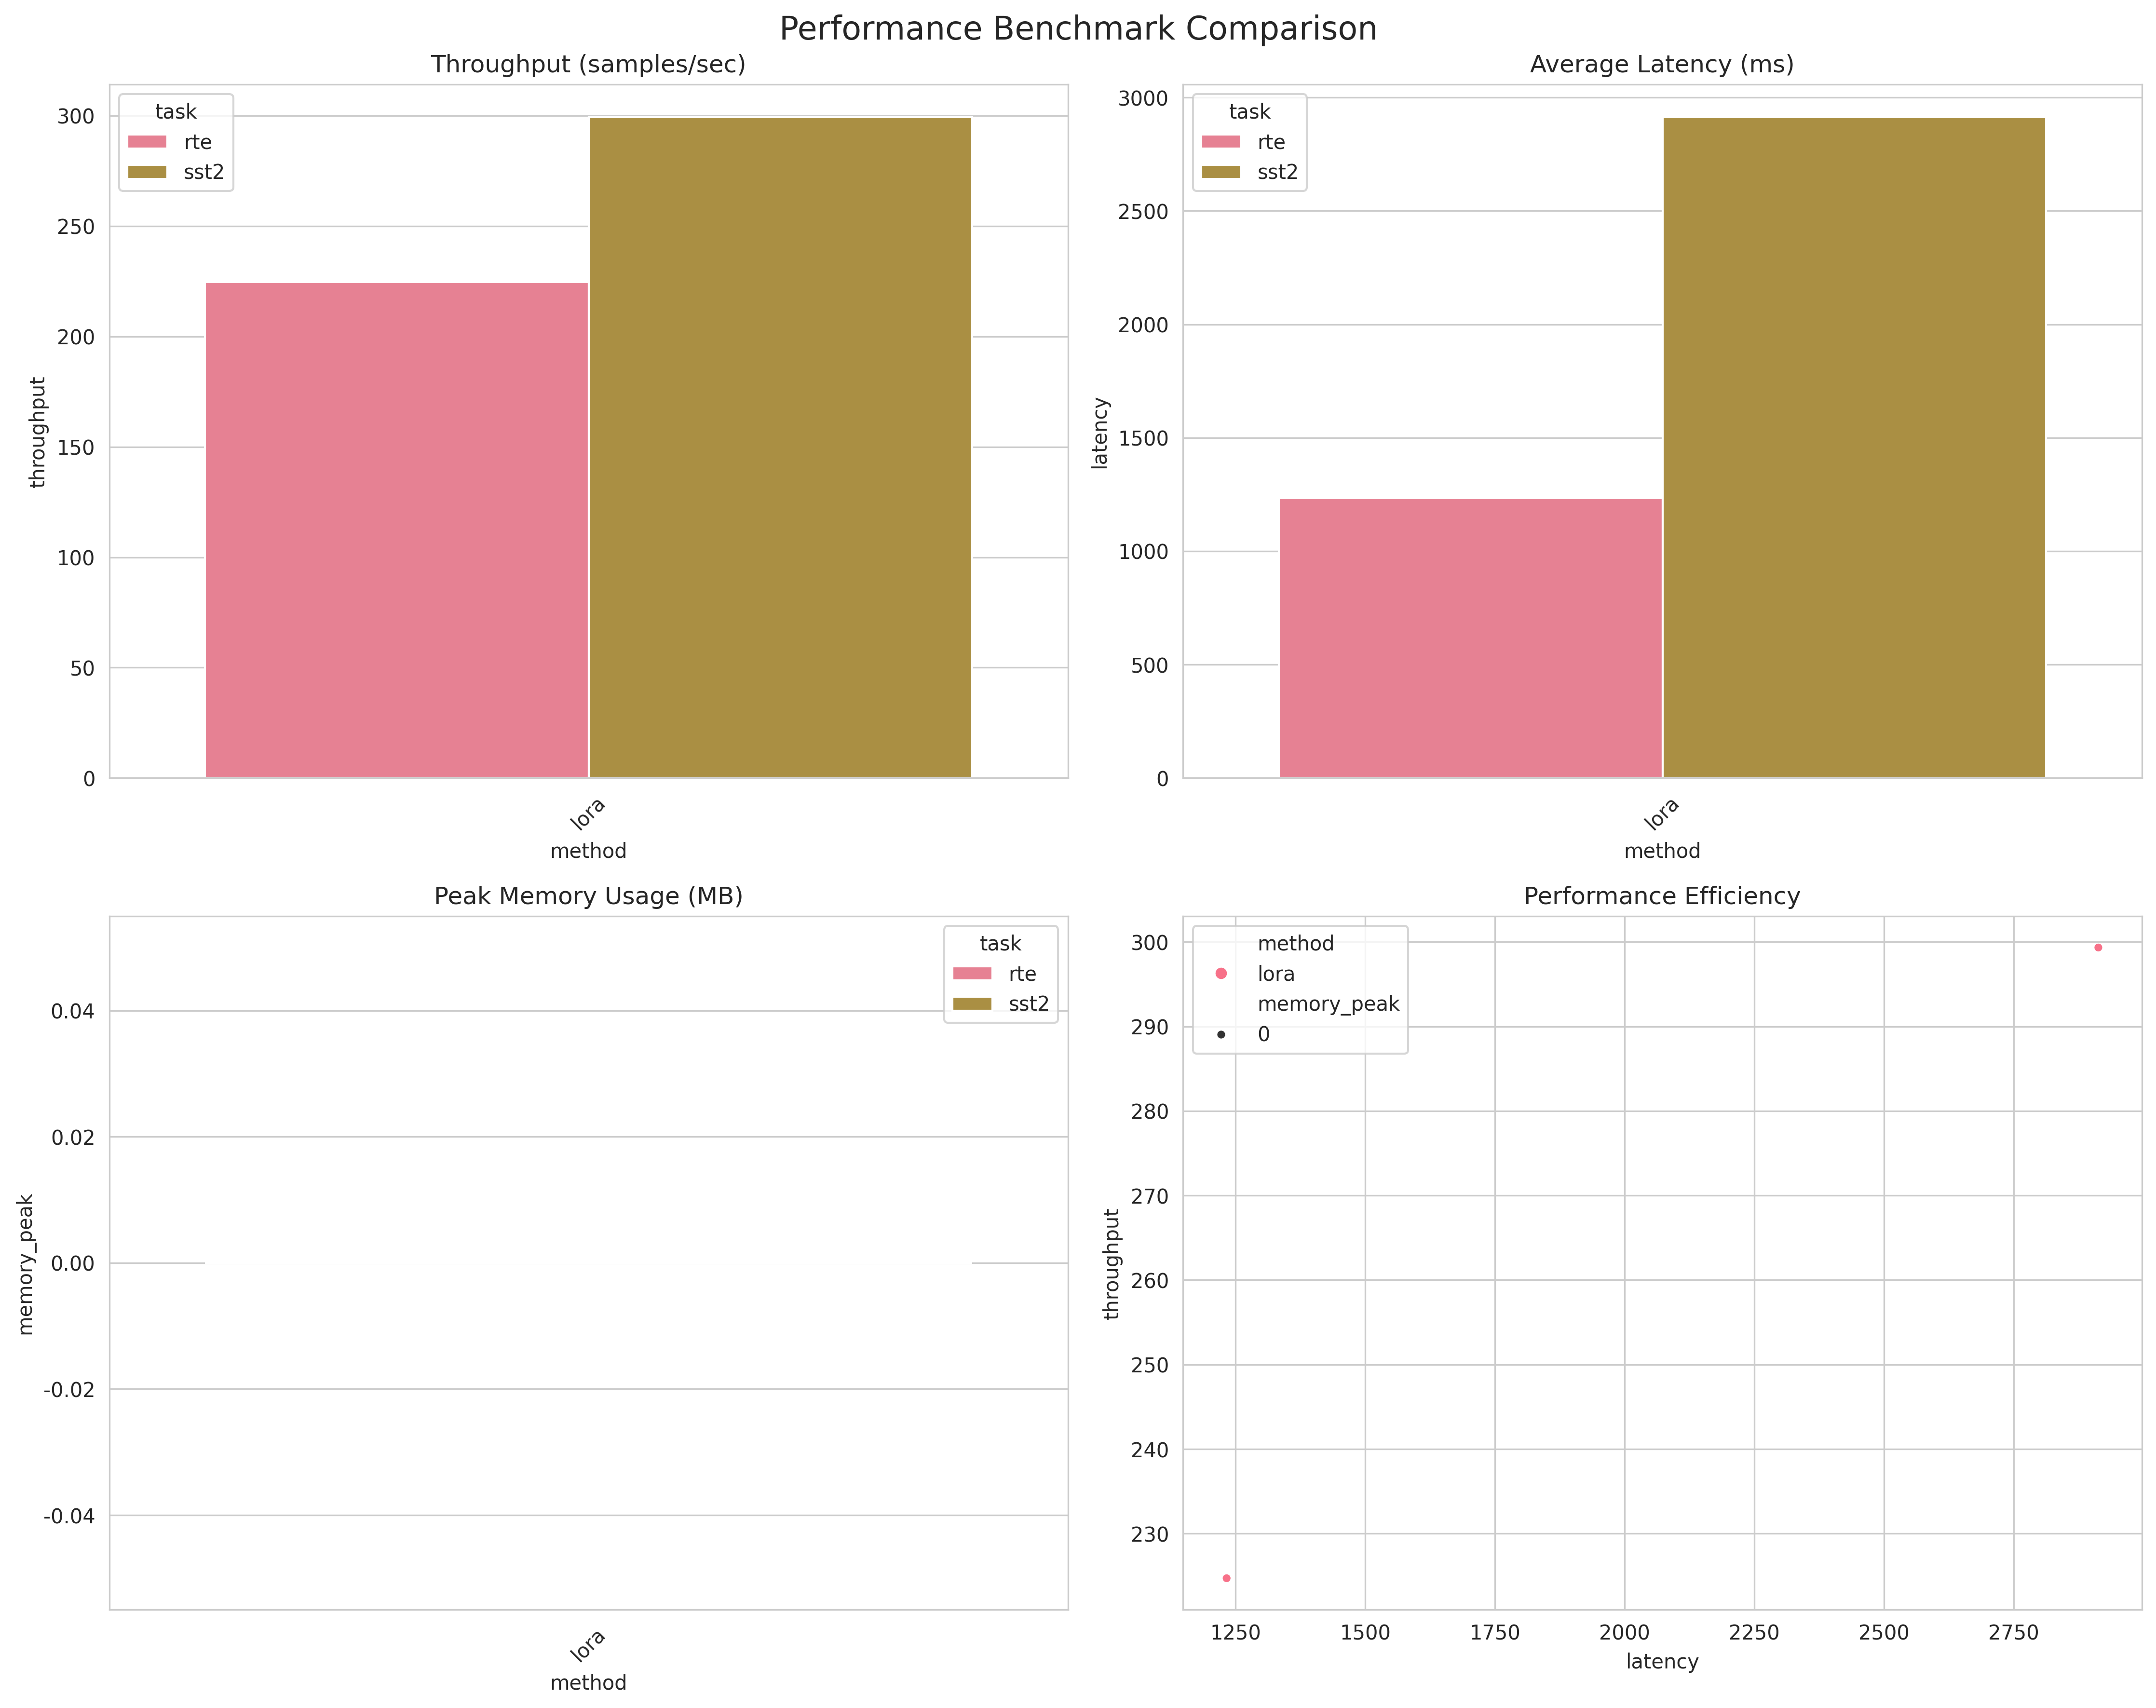 Performance Benchmark Comparison
Throughput (samples/sec)
task
rte
sst2
300
250
200
150
100
50
0
throughput
lora
method
Average Latency (ms)
task
rte
sst2
3000
2500
2000
1500
1000
500
0
latency
lora
method
Peak Memory Usage (MB)
task
rte
sst2
0.04
0.02
0.00
-0.02
-0.04
memory_peak
lora
method
Performance Efficiency
method
lora
memory_peak
0
300
290
280
270
260
250
240
230
throughput
1250 1500 1750 2000 2250 2500 2750
latency